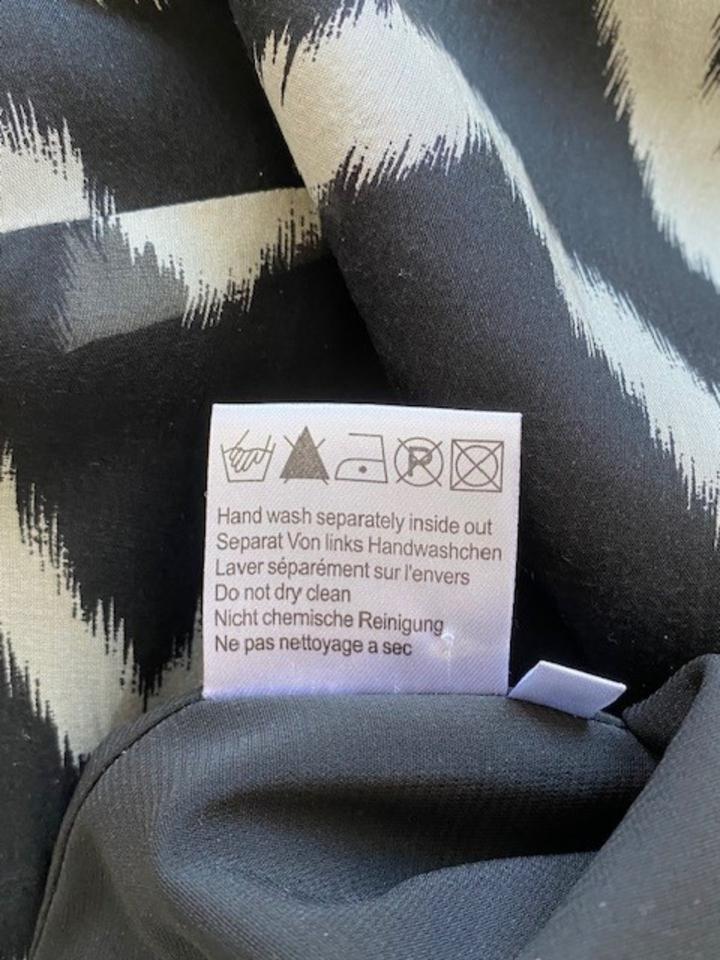 P
Hand wash separately inside out
Separat Von links Handwashchen
Laver séparément sur l'envers
Do not dry clean
Nicht chemische Reinigung
Ne pas nettoyage a sec